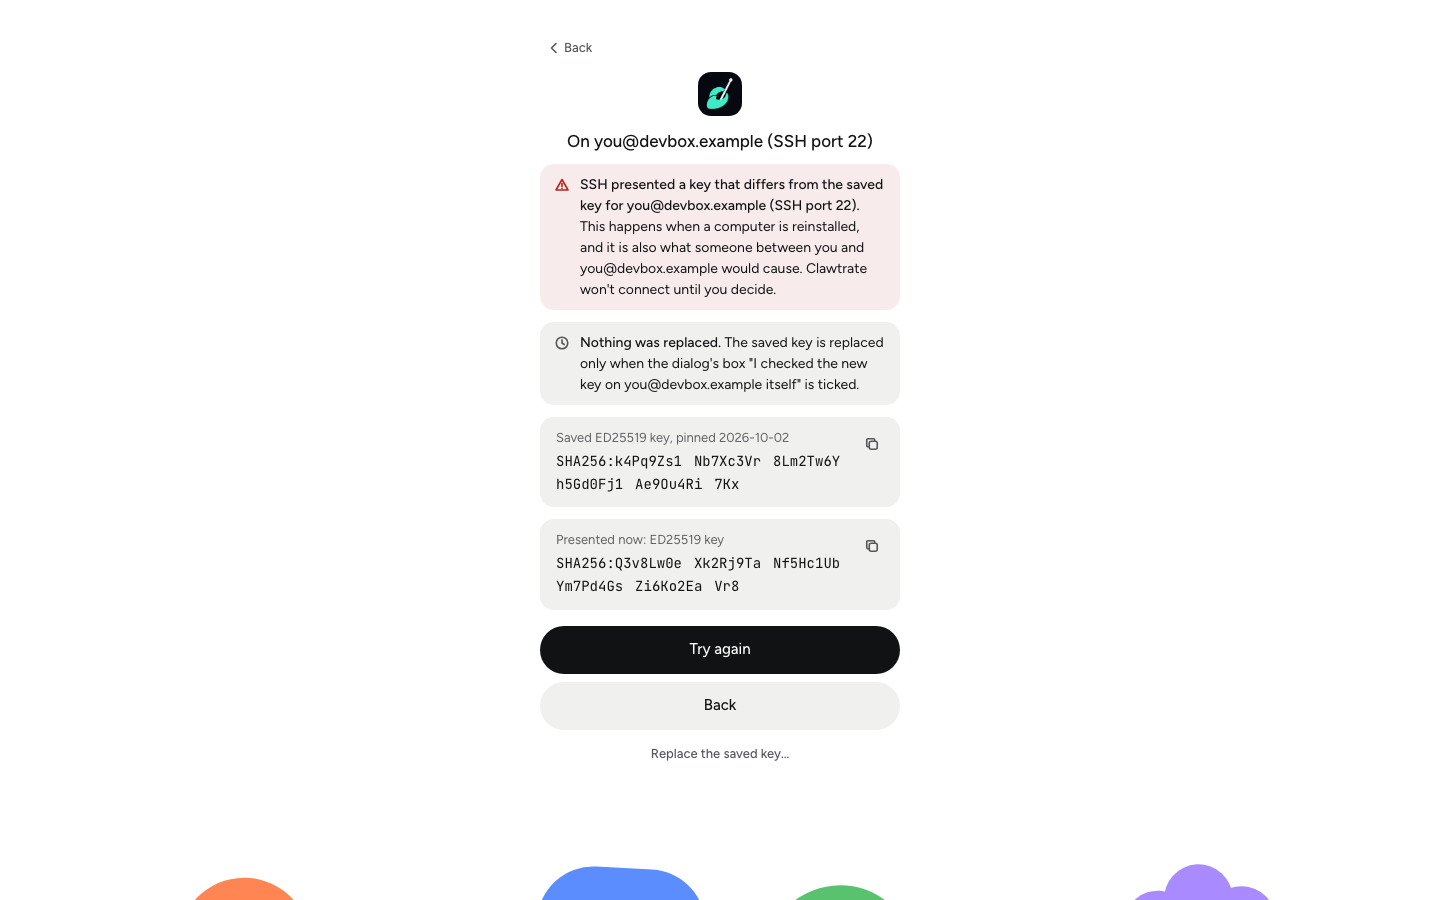 Back
On you@devbox.example (SSH port 22)
SSH presented a key that differs from the saved
key for you@devbox.example (SSH port 22).
This happens when a computer is reinstalled,
and it is also what someone between you and
you@devbox.example would cause. Clawtrate
won't connect until you decide.
Nothing was replaced. The saved key is replaced
only when the dialog's box "I checked the new
key on you@devbox.example itself" is ticked.
Saved ED25519 key, pinned 2026-10-02
SHA256:k4Pq9Zs1 Nb7Xc3Vr 8Lm2Tw6Y
h5Gd0Fj1 Ae9Ou4Ri 7Kx
Presented now: ED25519 key
SHA256:Q3v8Lw0e Xk2Rj9Ta Nf5Hc1Ub
Ym7Pd4Gs Zi6Ko2Ea Vr8
Try again
Back
Replace the saved key...